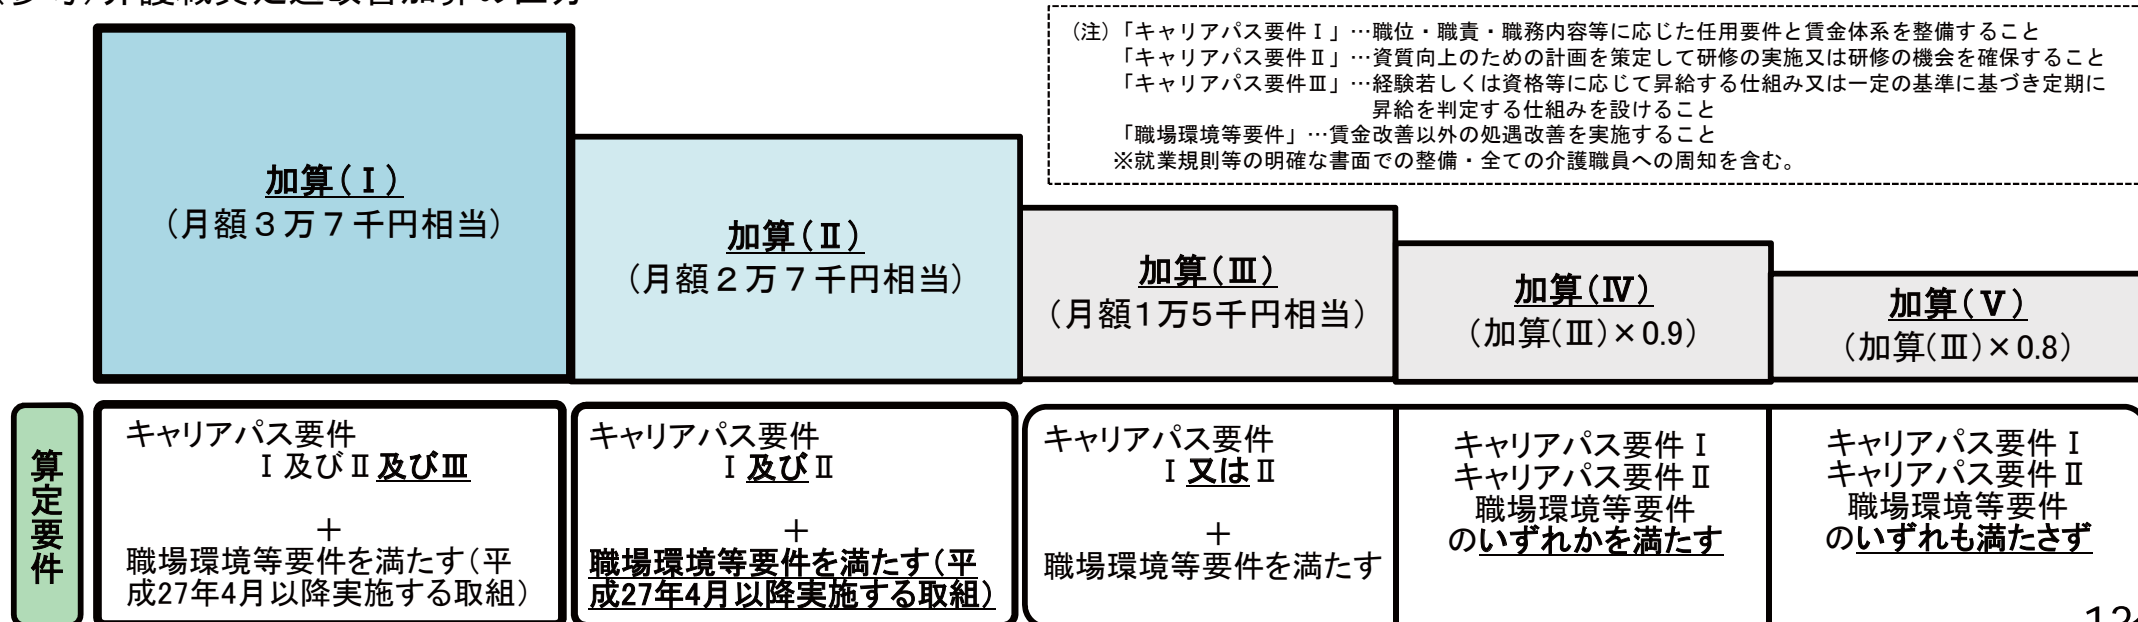 (参考)介護職員処遇改善加算の区分
(注)「キャリアパス要件Ⅰ」…職位・職責・職務内容等に応じた任用要件と賃金体系を整備すること
「キャリアパス要件Ⅱ」…資質向上のための計画を策定して研修の実施又は研修の機会を確保すること
「キャリアパス要件Ⅲ」…経験若しくは資格等に応じて昇給する仕組み又は一定の基準に基づき定期に
昇給を判定する仕組みを設けること
「職場環境等要件」…賃金改善以外の処遇改善を実施すること
※就業規則等の明確な書面での整備・全ての介護職員への周知を含む。
加算(Ⅰ)
(月額3万7千円相当)
加算(Ⅱ)
(月額2万7千円相当)
加算(Ⅲ)
(月額1万5千円相当)
加算(Ⅳ)
(加算(Ⅲ)×0.9)
加算(Ⅴ)
(加算(Ⅲ)×0.8)
算定要件
キャリアパス要件
Ⅰ及びⅡ及びⅢ
+
職場環境等要件を満たす(平
成27年4月以降実施する取組)
キャリアパス要件
Ⅰ及びⅡ
+
職場環境等要件を満たす(平
成27年4月以降実施する取組)
キャリアパス要件
Ⅰ又はⅡ
+
職場環境等要件を満たす
キャリアパス要件Ⅰ
キャリアパス要件Ⅱ
職場環境等要件
のいずれかを満たす
キャリアパス要件Ⅰ
キャリアパス要件Ⅱ
職場環境等要件
のいずれも満たさず